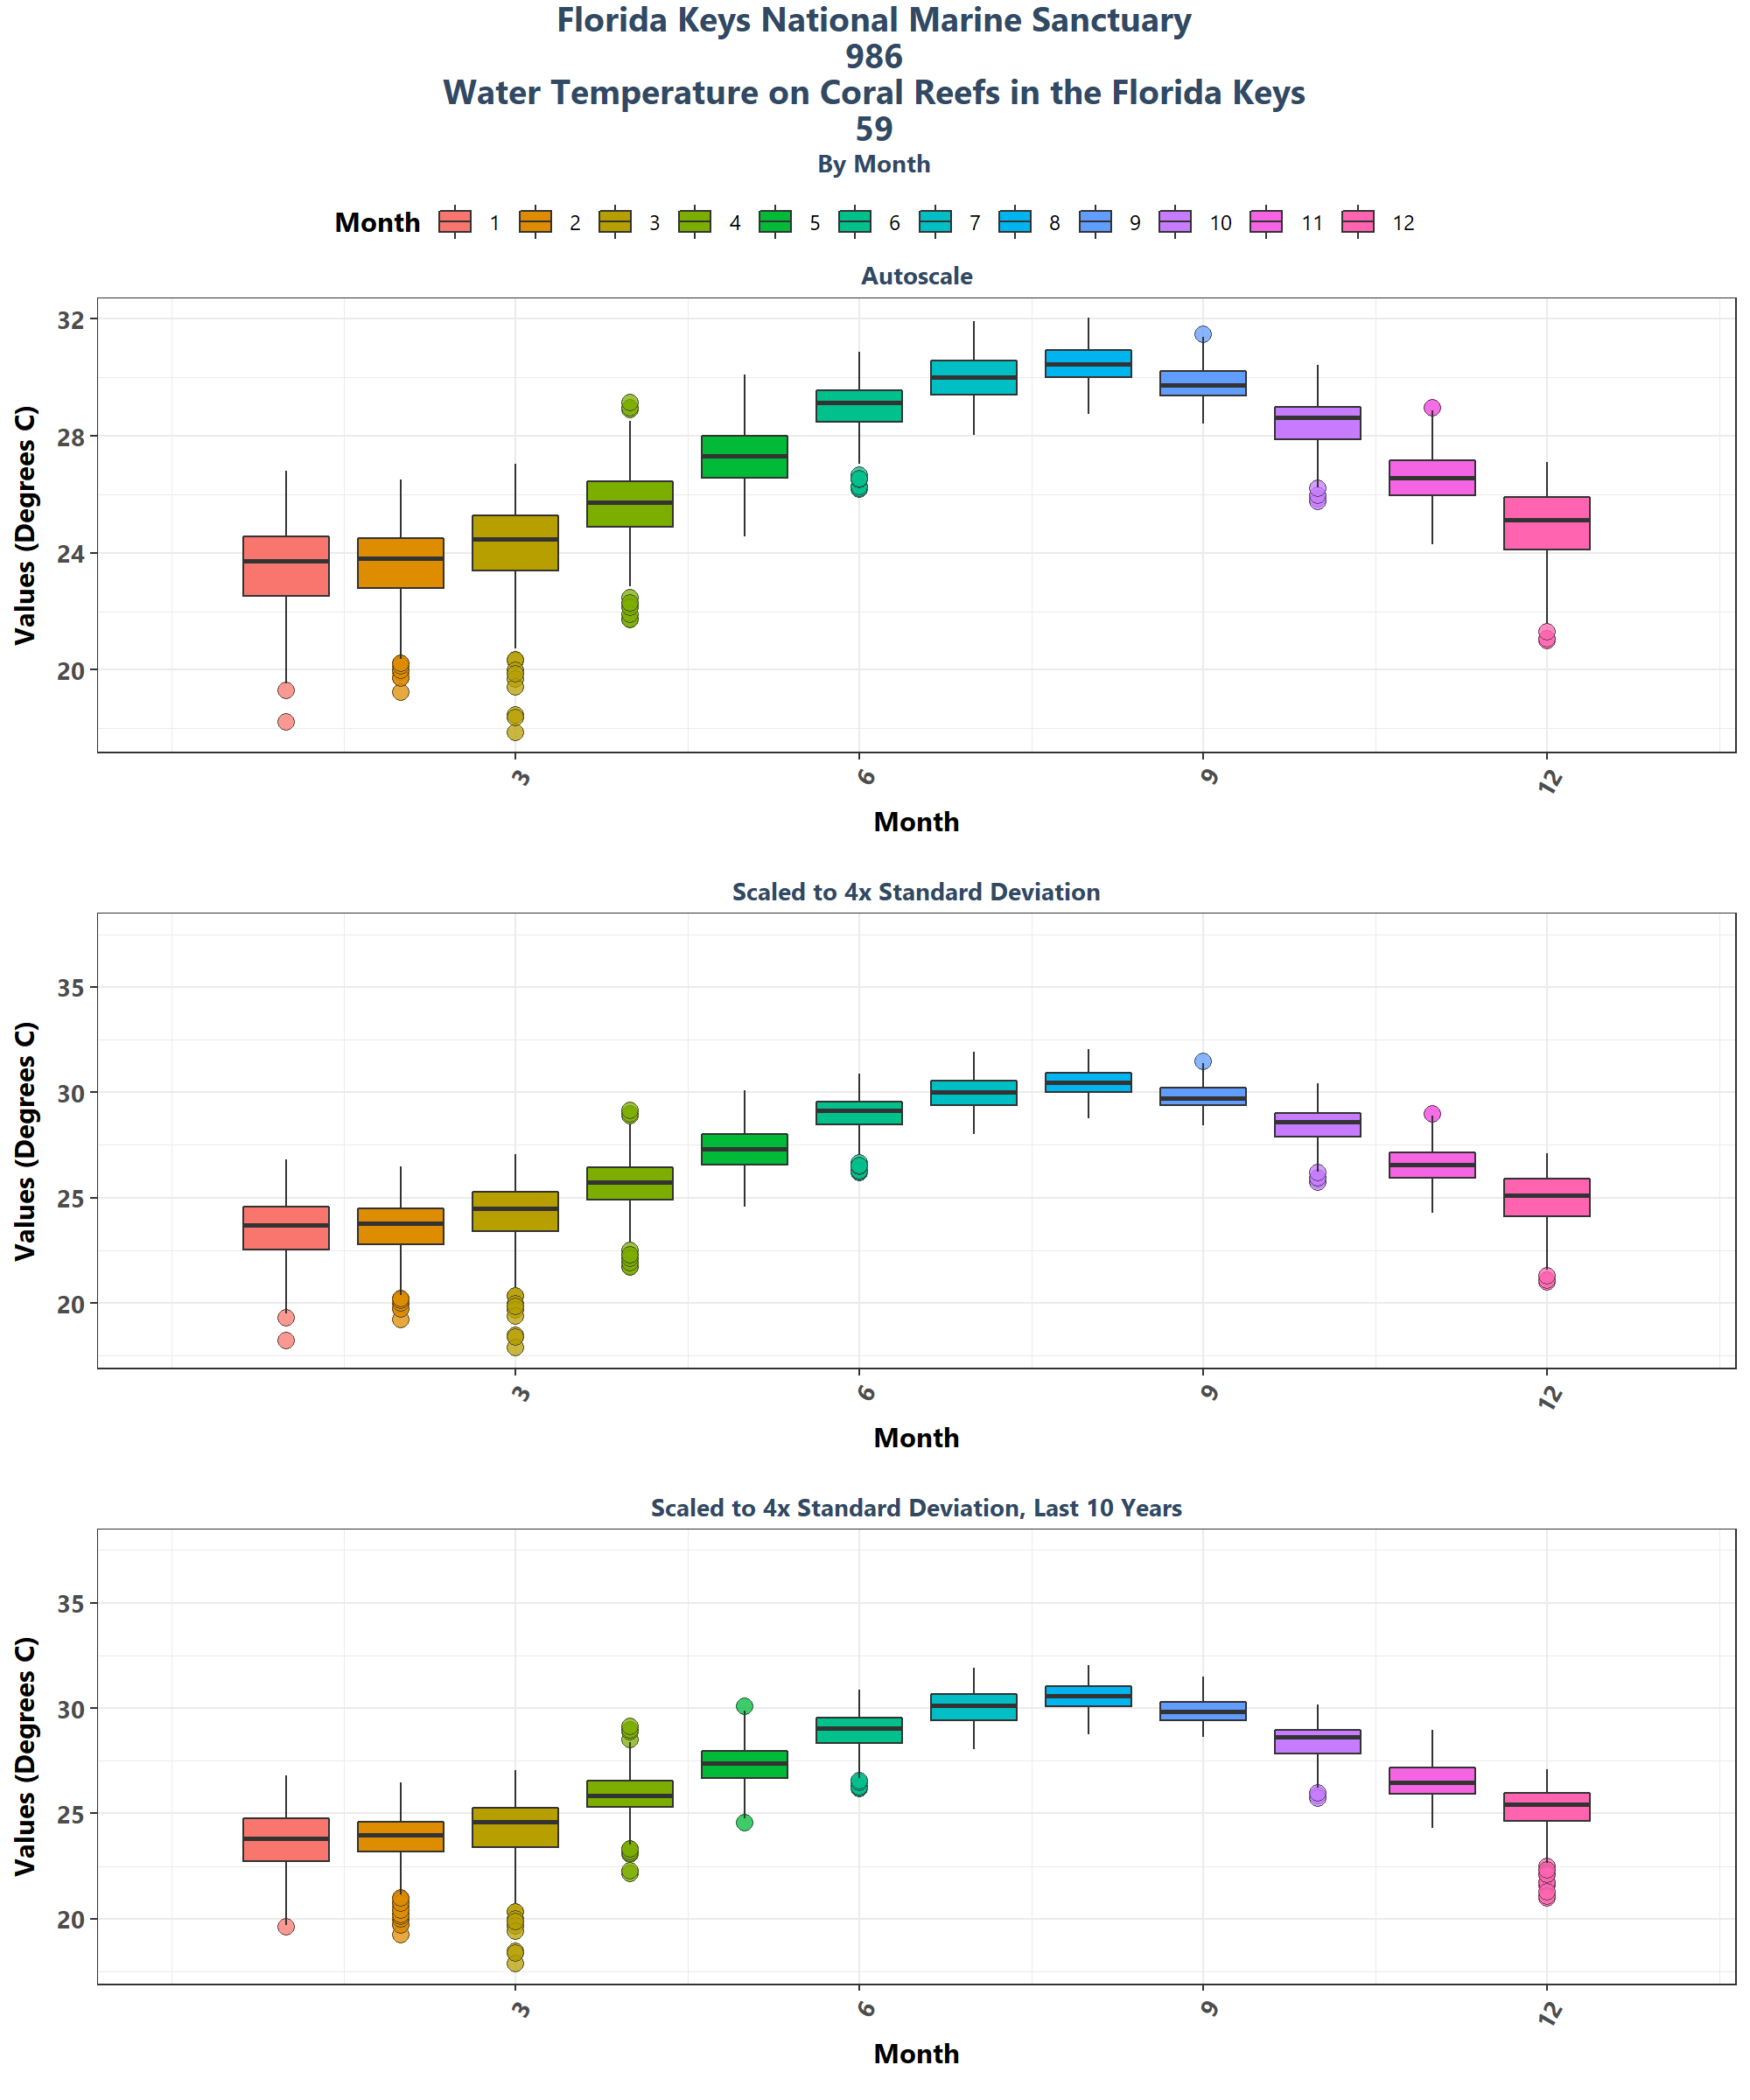 Florida Keys National Marine Sanctuary
986
Water Temperature on Coral Reefs in the Florida Keys
59
By Month
Month 1 2 3 4 5 6 7 8 9 10 11 12
Autoscale
Values (Degrees C)
32
28
24
20
3 6 9 12
Month
Scaled to 4x Standard Deviation
Values (Degrees C)
35
30
25
20
3 6 9 12
Month
Scaled to 4x Standard Deviation, Last 10 Years
Values (Degrees C)
35
30
25
20
3 6 9 12
Month